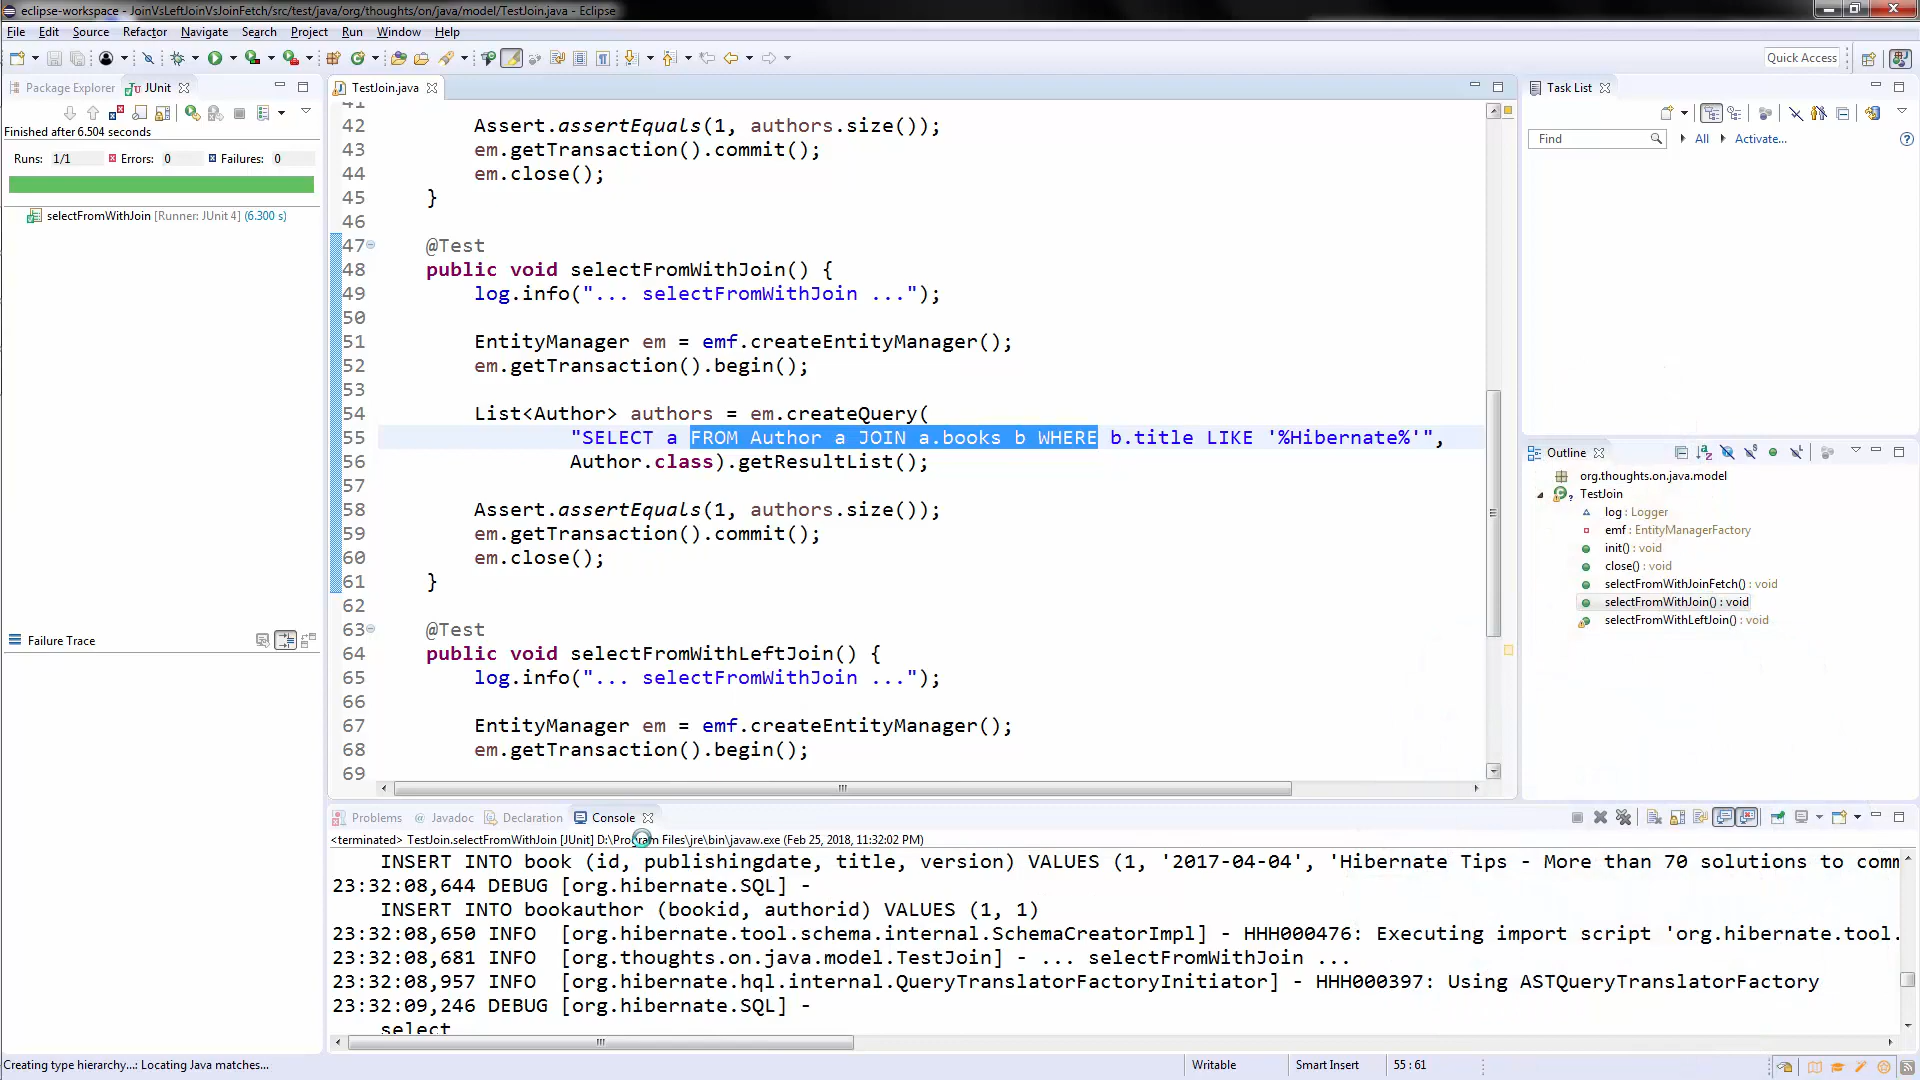 eclipse-workspace - JoinVsLeftJoinVsJoinFetch/src/test/java/org/thoughts/on/java/model/TestJoin.java - Eclipse
File Edit Source Refactor Navigate Search Project Run Window Help
Quick Access
Package Explorer JUnit
Finished after 6.504 seconds
Runs: 1/1 Errors: 0 Failures: 0
selectFromWithJoin [Runner: JUnit 4] (6.300 s)
Failure Trace
TestJoin.java
41
42 Assert.assertEquals(1, authors.size());
43 em.getTransaction().commit();
44 em.close();
45 }
46
47 @Test
48 public void selectFromWithJoin() {
49 log.info("... selectFromWithJoin ...");
50
51 EntityManager em = emf.createEntityManager();
52 em.getTransaction().begin();
53
54 List<Author> authors = em.createQuery(
55 "SELECT a FROM Author a JOIN a.books b WHERE b.title LIKE '%Hibernate%'",
56 Author.class).getResultList();
57
58 Assert.assertEquals(1, authors.size());
59 em.getTransaction().commit();
60 em.close();
61 }
62
63 @Test
64 public void selectFromWithLeftJoin() {
65 log.info("... selectFromWithJoin ...");
66
67 EntityManager em = emf.createEntityManager();
68 em.getTransaction().begin();
69
Task List
Find All Activate...
Outline
org.thoughts.on.java.model
TestJoin
log : Logger
emf : EntityManagerFactory
init() : void
close() : void
selectFromWithJoinFetch() : void
selectFromWithJoin() : void
selectFromWithLeftJoin() : void
Problems Javadoc Declaration Console
<terminated> TestJoin.selectFromWithJoin [JUnit] D:\Program Files\jre\bin\javaw.exe (Feb 25, 2018, 11:32:02 PM)
INSERT INTO book (id, publishingdate, title, version) VALUES (1, '2017-04-04', 'Hibernate Tips - More than 70 solutions to comm
23:32:08,644 DEBUG [org.hibernate.SQL] -
INSERT INTO bookauthor (bookid, authorid) VALUES (1, 1)
23:32:08,650 INFO [org.hibernate.tool.schema.internal.SchemaCreatorImpl] - HHH000476: Executing import script 'org.hibernate.tool.
23:32:08,681 INFO [org.thoughts.on.java.model.TestJoin] - ... selectFromWithJoin ...
23:32:08,957 INFO [org.hibernate.hql.internal.QueryTranslatorFactoryInitiator] - HHH000397: Using ASTQueryTranslatorFactory
23:32:09,246 DEBUG [org.hibernate.SQL] -
select
Creating type hierarchy...: Locating Java matches...
Writable Smart Insert 55 : 61